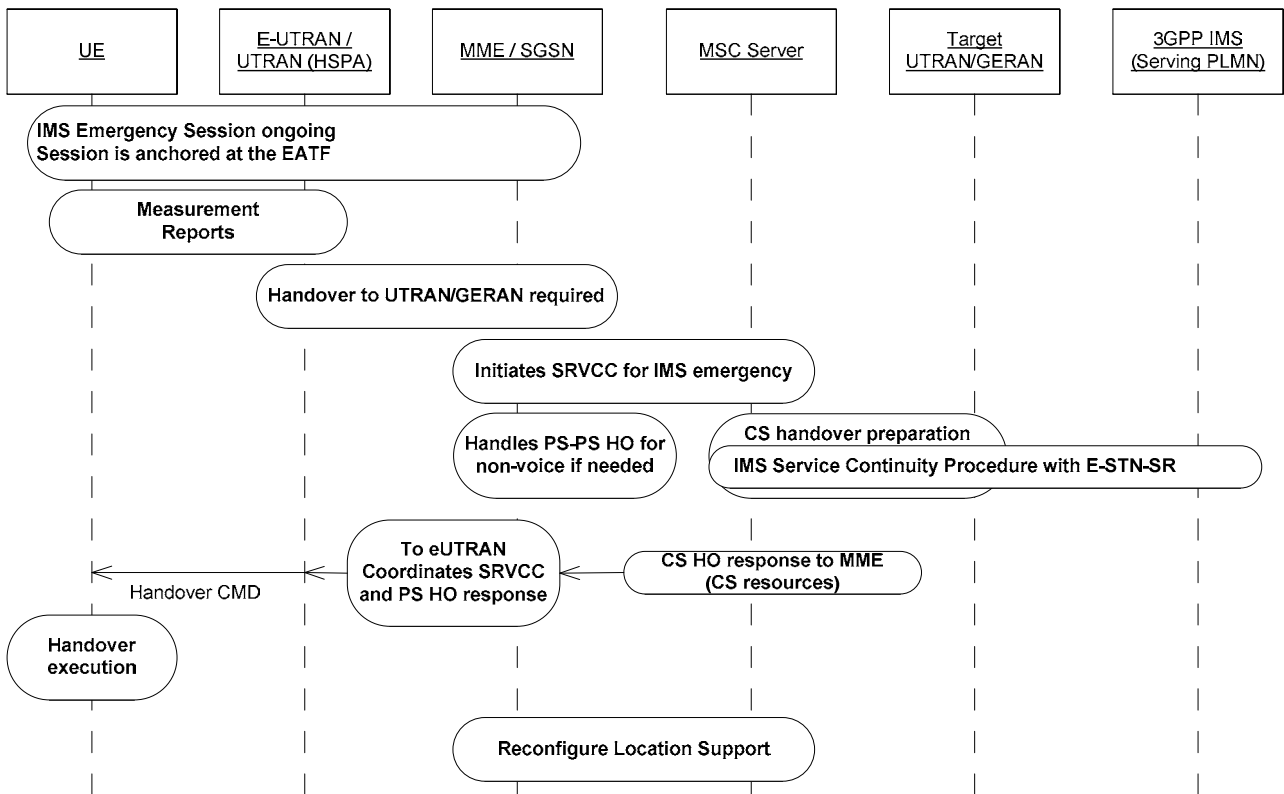 UE
E-UTRAN /
UTRAN (HSPA)
MME / SGSN
MSC Server
Target
UTRAN/GERAN
3GPP IMS
(Serving PLMN)
IMS Emergency Session ongoing
Session is anchored at the EATF
Measurement
Reports
Handover to UTRAN/GERAN required
Initiates SRVCC for IMS emergency
Handles PS-PS HO for
non-voice if needed
CS handover preparation
IMS Service Continuity Procedure with E-STN-SR
To eUTRAN
Coordinates SRVCC
and PS HO response
CS HO response to MME
(CS resources)
Handover CMD
Handover
execution
Reconfigure Location Support